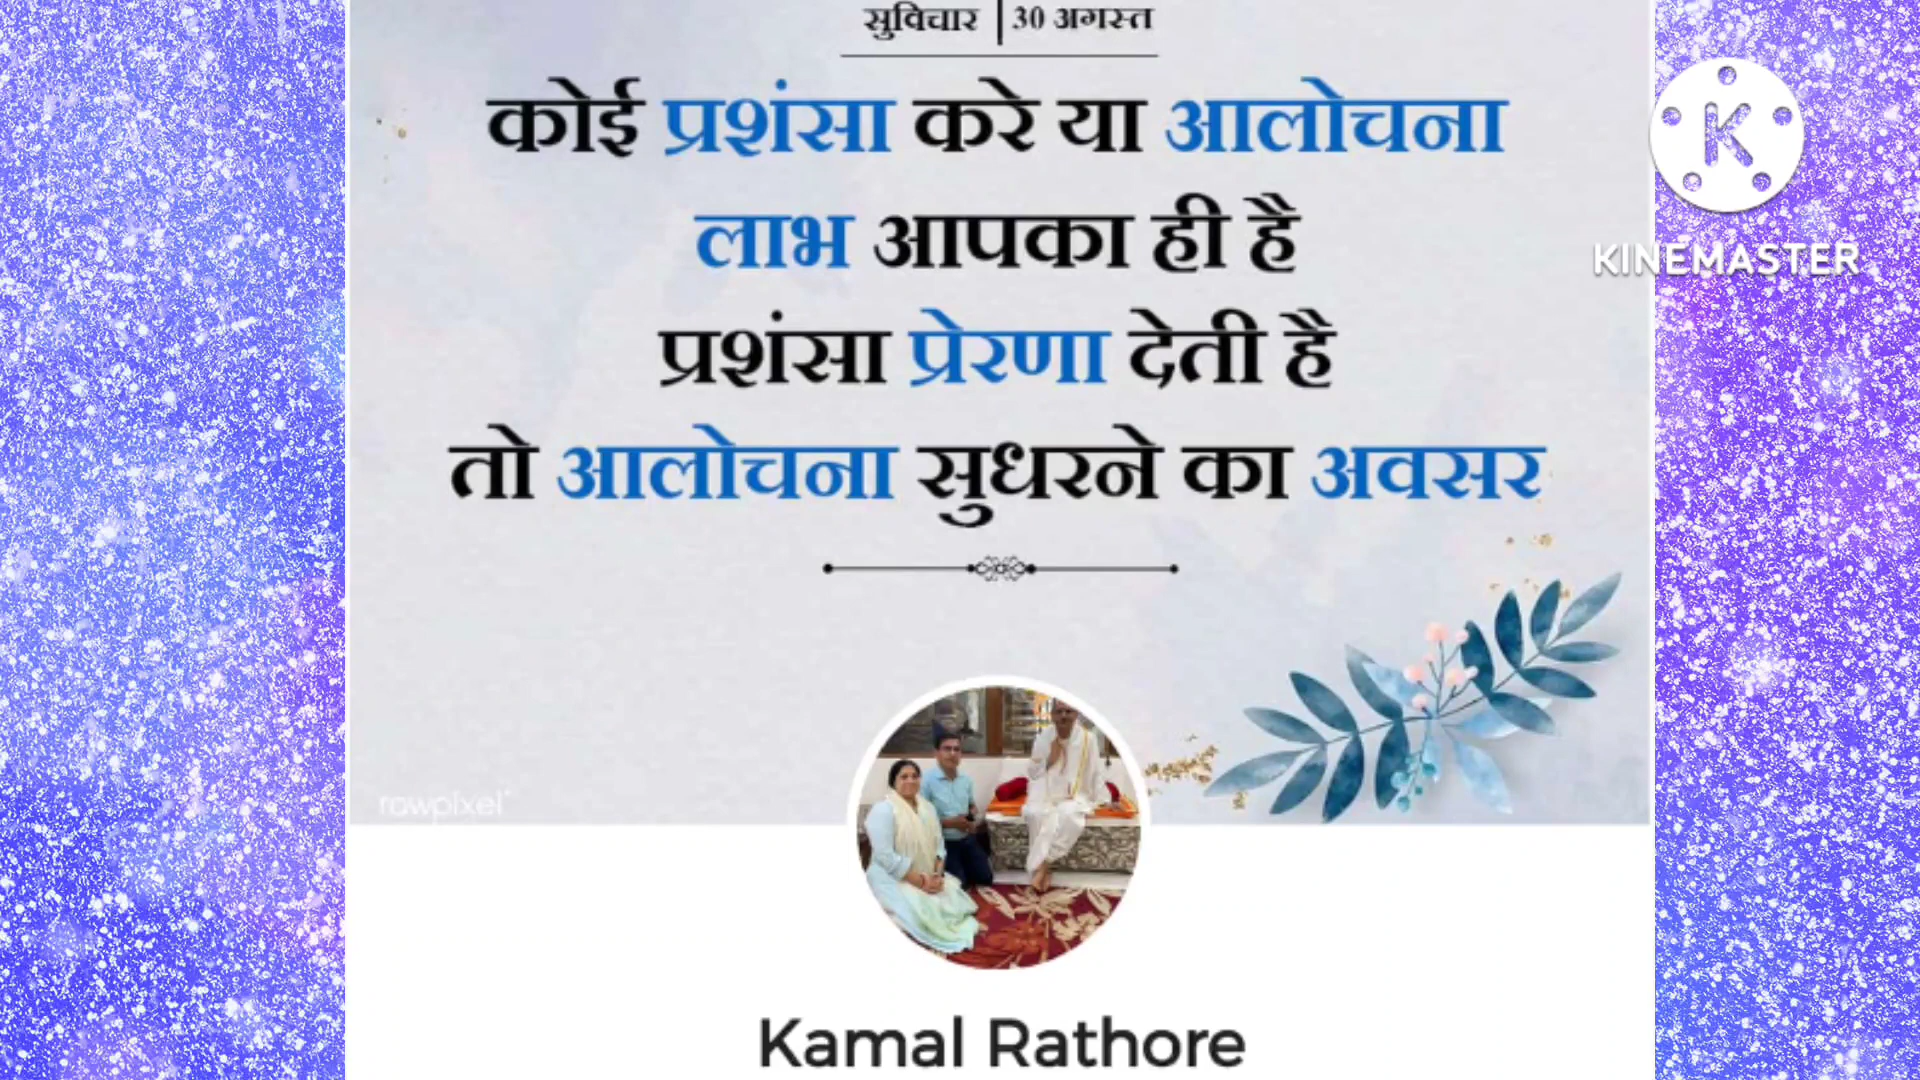 सुविचार | 30 अगस्त
कोई प्रशंसा करे या आलोचना
लाभ आपका ही है
प्रशंसा प्रेरणा देती है
तो आलोचना सुधरने का अवसर
KINEMASTER
rawpixel
Kamal Rathore